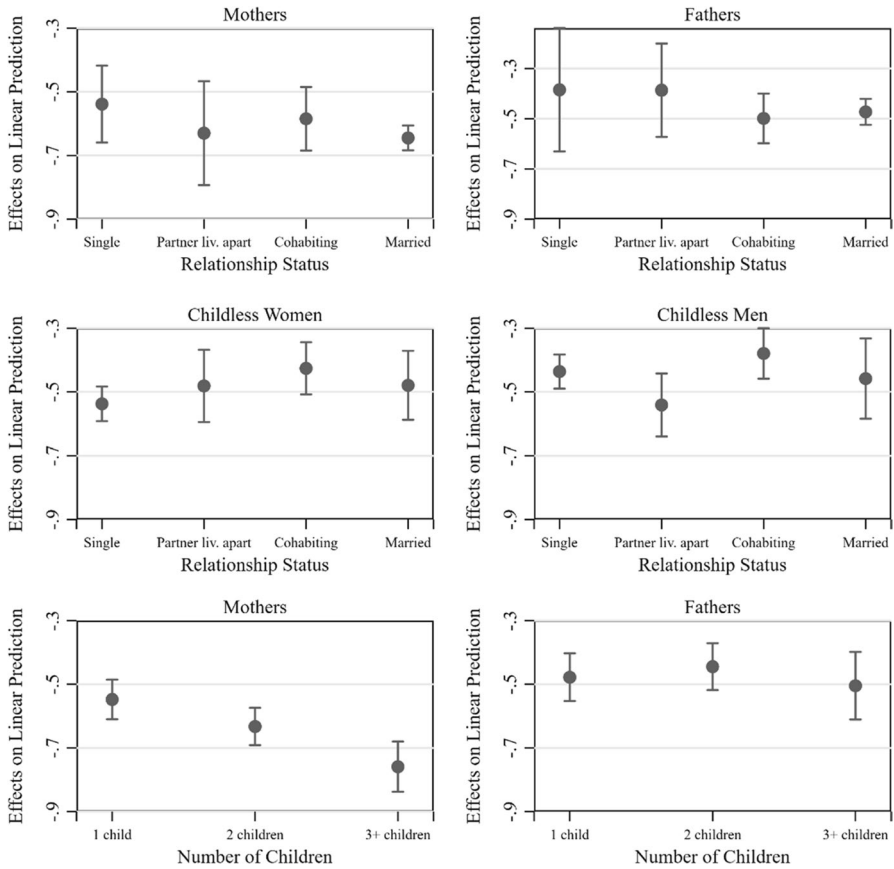 Mothers
Effects on Linear Prediction
-.3
-.5
-.7
-.9
Single
Partner liv. apart
Cohabiting
Married
Relationship Status
Fathers
Effects on Linear Prediction
-.3
-.5
-.7
-.9
Single
Partner liv. apart
Cohabiting
Married
Relationship Status
Childless Women
Effects on Linear Prediction
-.3
-.5
-.7
-.9
Single
Partner liv. apart
Cohabiting
Married
Relationship Status
Childless Men
Effects on Linear Prediction
-.3
-.5
-.7
-.9
Single
Partner liv. apart
Cohabiting
Married
Relationship Status
Mothers
Effects on Linear Prediction
-.3
-.5
-.7
-.9
1 child
2 children
3+ children
Number of Children
Fathers
Effects on Linear Prediction
-.3
-.5
-.7
-.9
1 child
2 children
3+ children
Number of Children